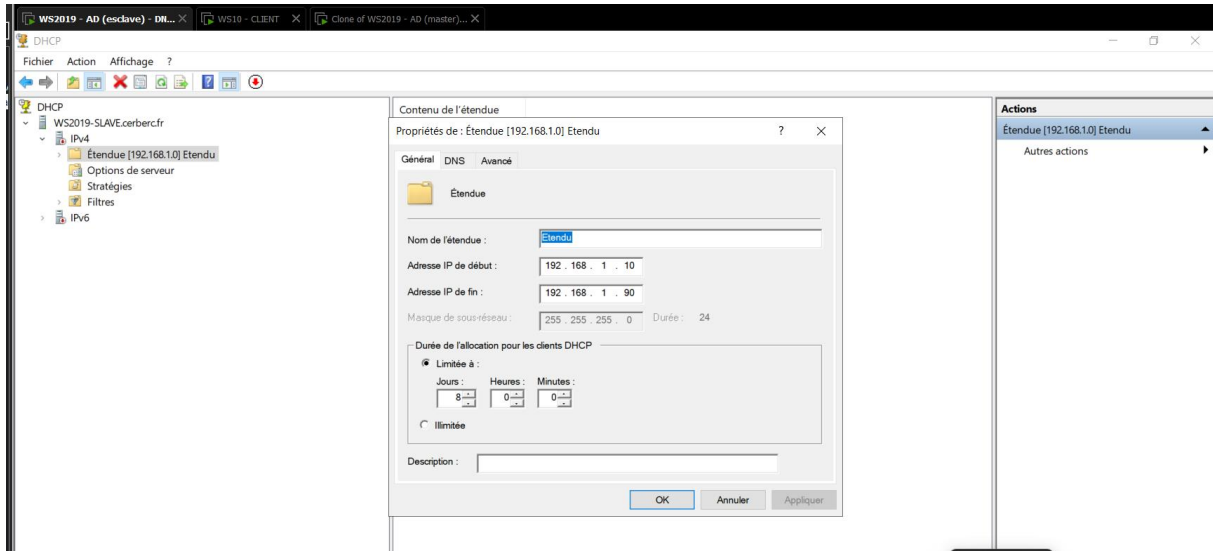 WS2019 - AD (esclave) - DN...
WS10 - CLIENT
Clone of WS2019 - AD (master)...
DHCP
Fichier Action Affichage ?
DHCP
WS2019-SLAVE.cerberc.fr
IPv4
Étendue [192.168.1.0] Etendu
Options de serveur
Stratégies
Filtres
IPv6
Contenu de l'étendue
Propriétés de : Étendue [192.168.1.0] Etendu ?
Général DNS Avancé
Étendue
Nom de l'étendue : Etendu
Adresse IP de début : 192 . 168 . 1 . 10
Adresse IP de fin : 192 . 168 . 1 . 90
Masque de sous-réseau : 255 . 255 . 255 . 0 Durée : 24
Durée de l'allocation pour les clients DHCP
Limitée à :
Jours : Heures : Minutes :
8 0 0
Illimitée
Description :
OK Annuler Appliquer
Actions
Étendue [192.168.1.0] Etendu
Autres actions